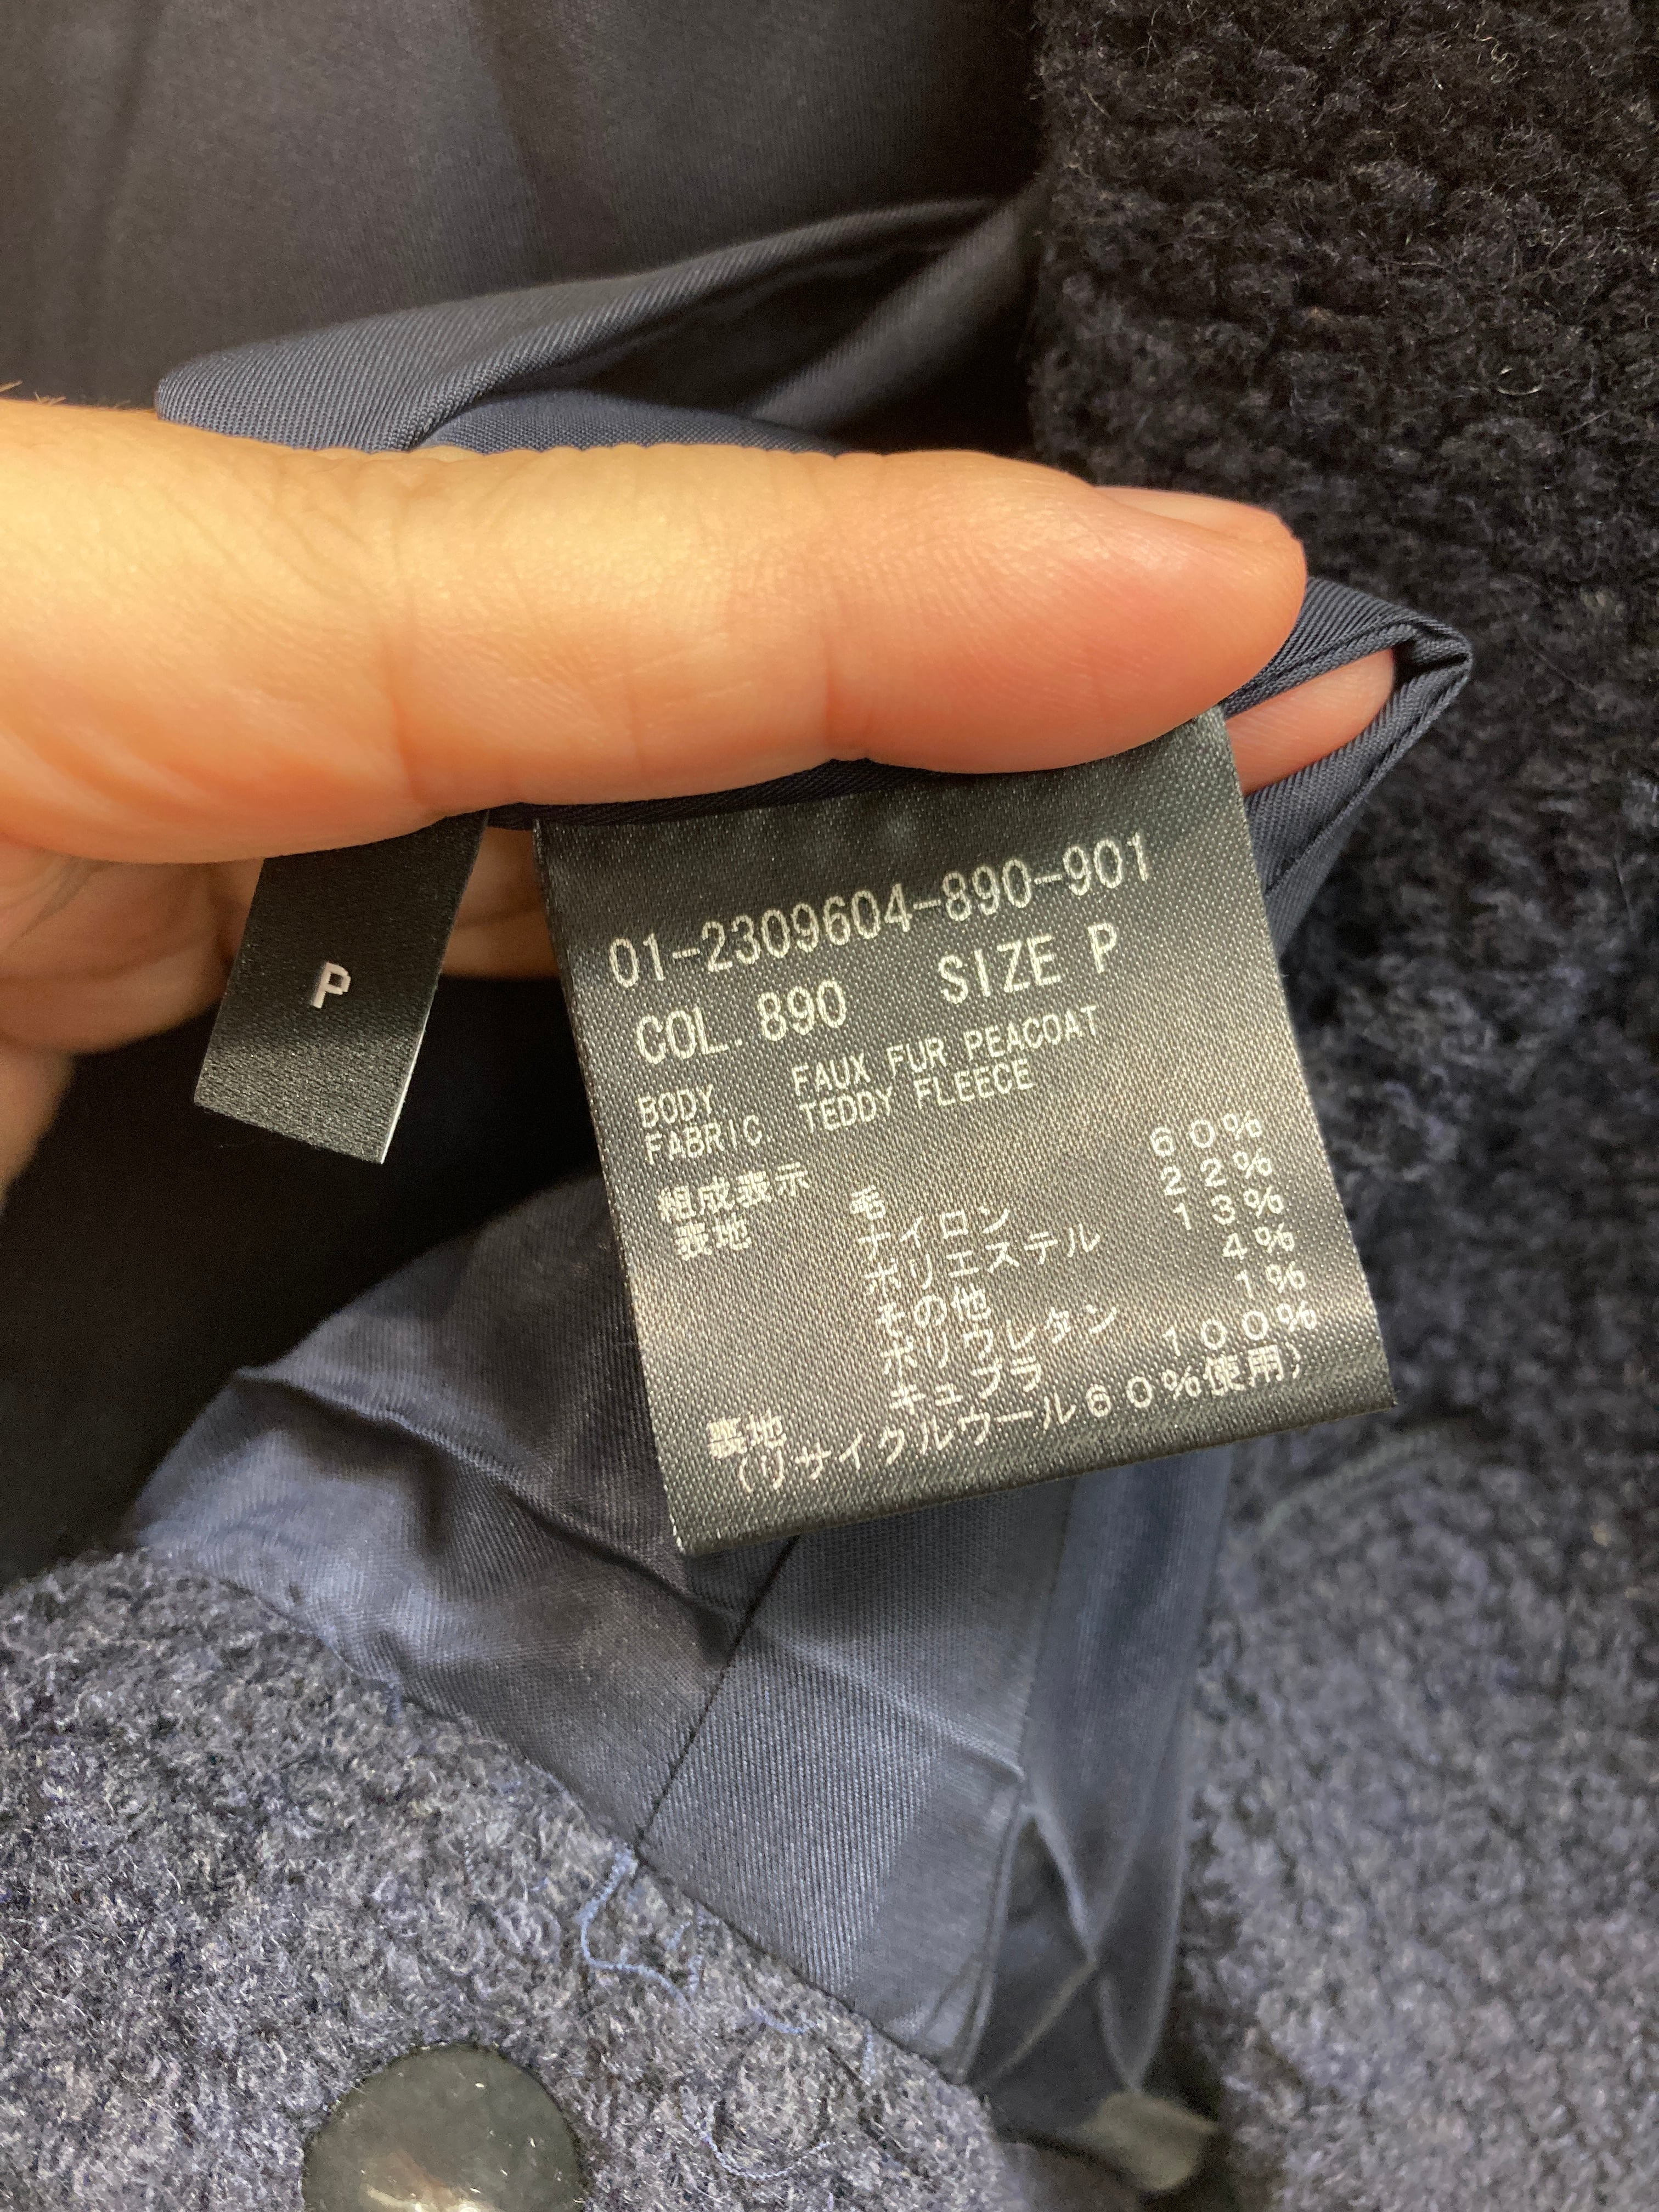 P
01-2309604-890-901
COL. 890 SIZE P
BODY. FAUX FUR PEACOAT
FABRIC. TEDDY FLEECE
組成表示
表地 毛 60%
ナイロン 22%
ポリエステル 13%
その他 4%
ポリウレタン 1%
裏地 キュプラ 100%
(リサイクルウール60%使用)